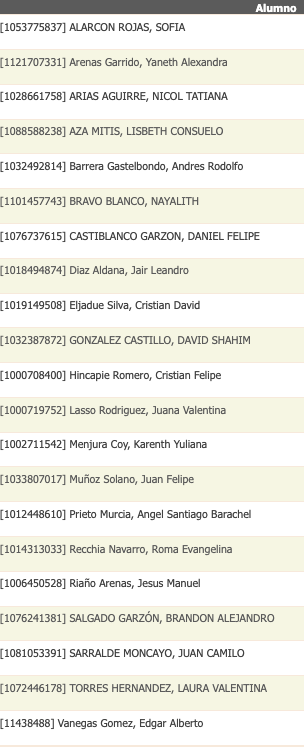 Alumno
[1053775837] ALARCON ROJAS, SOFIA
[1121707331] Arenas Garrido, Yaneth Alexandra
[1028661758] ARIAS AGUIRRE, NICOL TATIANA
[1088588238] AZA MITIS, LISBETH CONSUELO
[1032492814] Barrera Gastelbondo, Andres Rodolfo
[1101457743] BRAVO BLANCO, NAYALITH
[1076737615] CASTIBLANCO GARZON, DANIEL FELIPE
[1018494874] Diaz Aldana, Jair Leandro
[1019149508] Eljadue Silva, Cristian David
[1032387872] GONZALEZ CASTILLO, DAVID SHAHIM
[1000708400] Hincapie Romero, Cristian Felipe
[1000719752] Lasso Rodriguez, Juana Valentina
[1002711542] Menjura Coy, Karenth Yuliana
[1033807017] Muñoz Solano, Juan Felipe
[1012448610] Prieto Murcia, Angel Santiago Barachel
[1014313033] Recchia Navarro, Roma Evangelina
[1006450528] Riaño Arenas, Jesus Manuel
[1076241381] SALGADO GARZÓN, BRANDON ALEJANDRO
[1081053391] SARRALDE MONCAYO, JUAN CAMILO
[1072446178] TORRES HERNANDEZ, LAURA VALENTINA
[11438488] Vanegas Gomez, Edgar Alberto